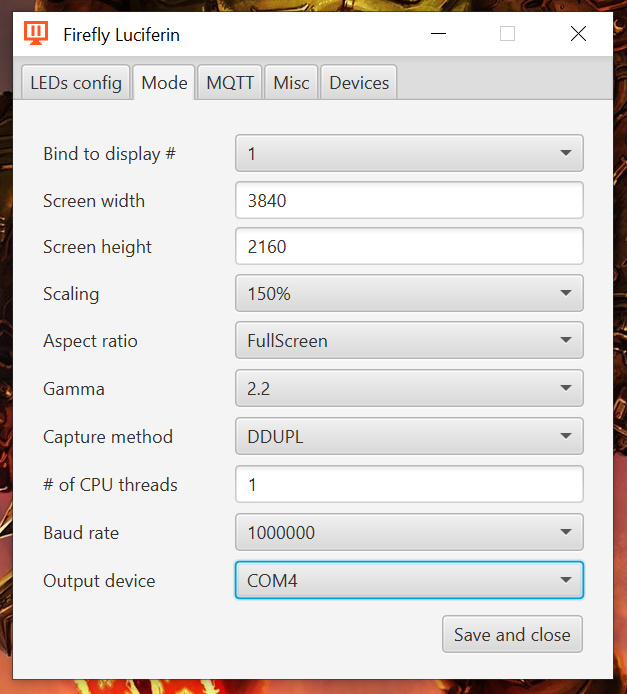 Firefly Luciferin
LEDs config Mode MQTT Misc Devices
Bind to display # 1
Screen width 3840
Screen height 2160
Scaling 150%
Aspect ratio FullScreen
Gamma 2.2
Capture method DDUPL
# of CPU threads 1
Baud rate 1000000
Output device COM4
Save and close